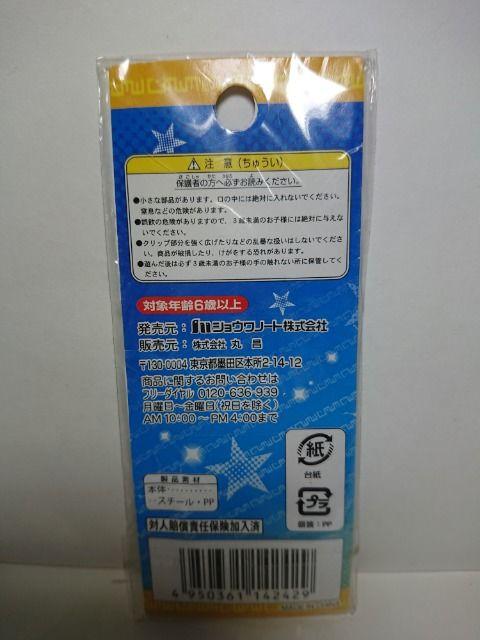 ⚠ 注意(ちゅうい)
保護者の方へ必ずお読みください。
●小さな部品があります。口の中には絶対に入れないでください。
窒息などの危険があります。
●誤飲の危険がありますので、3歳未満のお子様には絶対に与えな
いでください。
●クリップ部分を強く広げたりなどの乱暴な扱いはしないでくださ
い。商品が破損したり、けがをする恐れがあります。
●遊んだ後は必ず3歳未満のお子様の手の触れない所に保管してく
ださい。
対象年齢6歳以上
発売元:ショウワノート株式会社
販売元:株式会社 丸昌
〒130-0004 東京都墨田区本所2-14-12
商品に関するお問い合わせは
フリーダイヤル 0120-636-939
月曜日〜金曜日(祝日を除く)
AM 10:00〜PM 4:00まで
紙
台紙
プラ
個装:PP
製品素材
本体‥‥‥‥‥
‥スチール・PP
対人賠償責任保険加入済
4 950361 142429
MADE IN CHINA